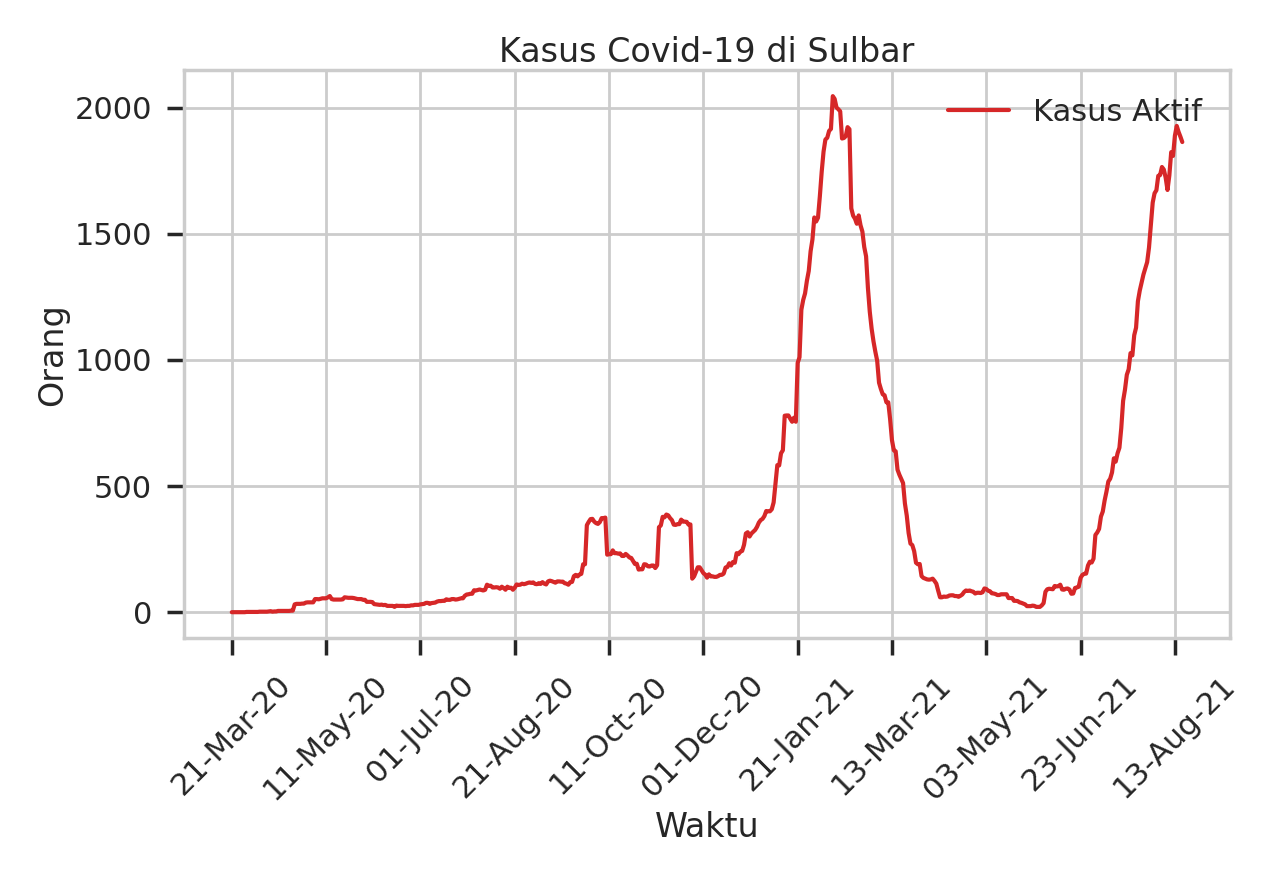 Kasus Covid-19 di Sulbar
Kasus Aktif
2000
1500
1000
500
0
Orang
21-Mar-20
11-May-20
01-Jul-20
21-Aug-20
11-Oct-20
01-Dec-20
21-Jan-21
13-Mar-21
03-May-21
23-Jun-21
13-Aug-21
Waktu